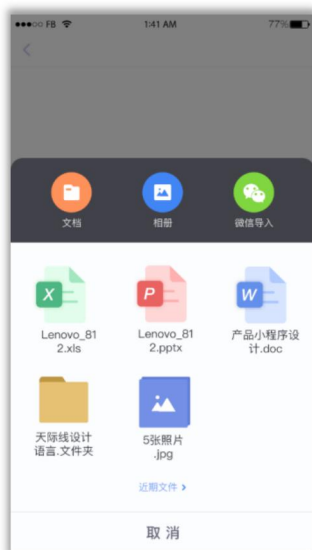 FB 1:41 AM 77%
文档 相册 微信导入
X P W
Lenovo_81 Lenovo_81 产品小程序设
2.xls 2.pptx 计.doc
天际线设计 5张照片
语言.文件夹 .jpg
近期文件 >
取消